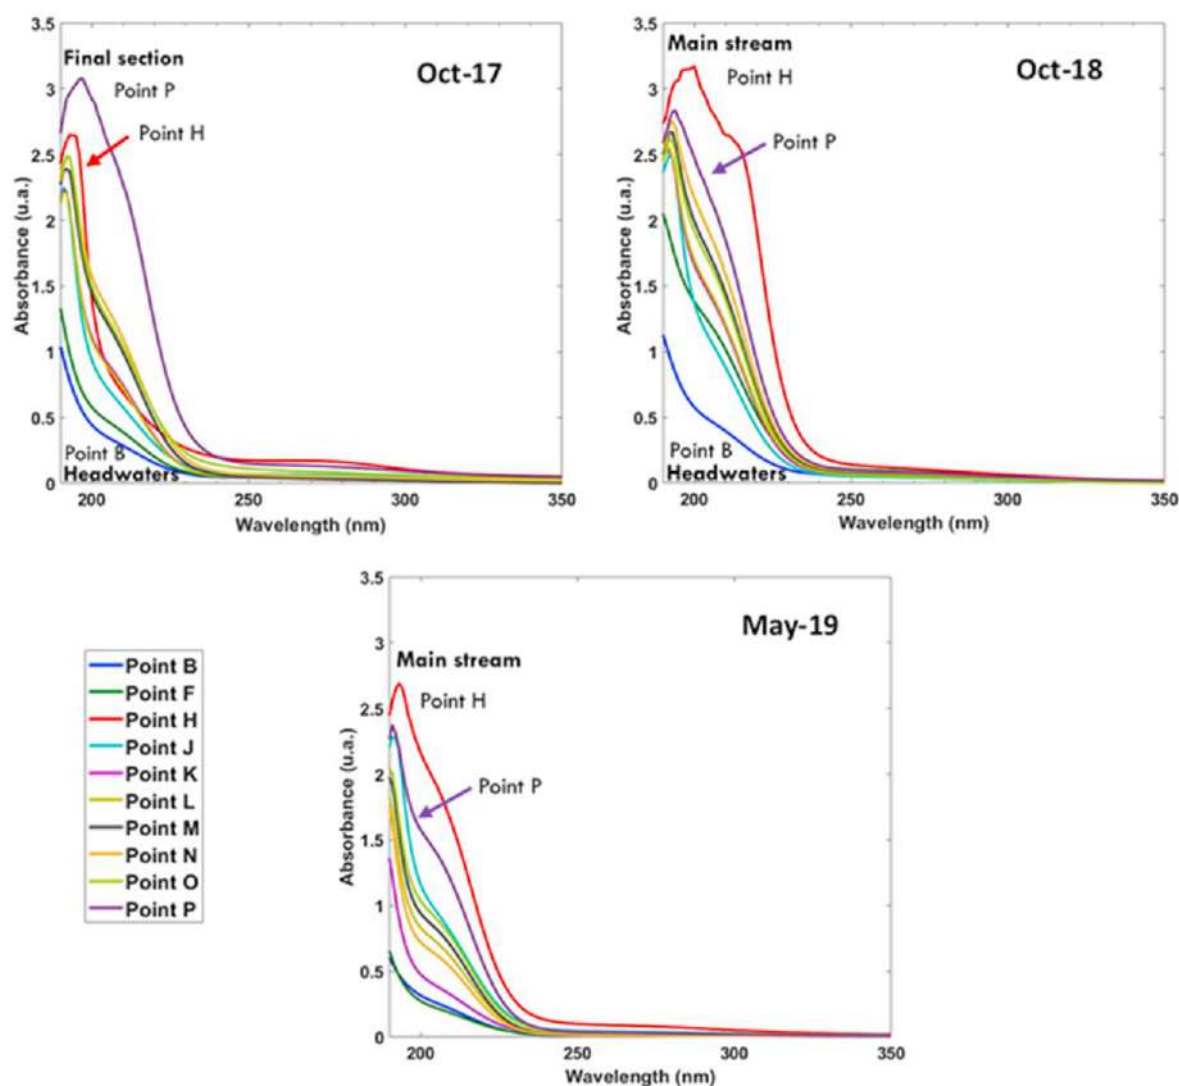 Final section
Point P
Oct-17
Point H
Point B
Headwaters
3.5
3
2.5
2
1.5
1
0.5
0
200
250
300
350
Absorbance (u.a.)
Wavelength (nm)
Main stream
Point H
Oct-18
Point P
Point B
Headwaters
3.5
3
2.5
2
1.5
1
0.5
0
200
250
300
350
Absorbance (u.a.)
Wavelength (nm)
Main stream
May-19
Point H
Point P
3.5
3
2.5
2
1.5
1
0.5
0
200
250
300
350
Absorbance (u.a.)
Wavelength (nm)
Point B
Point F
Point H
Point J
Point K
Point L
Point M
Point N
Point O
Point P